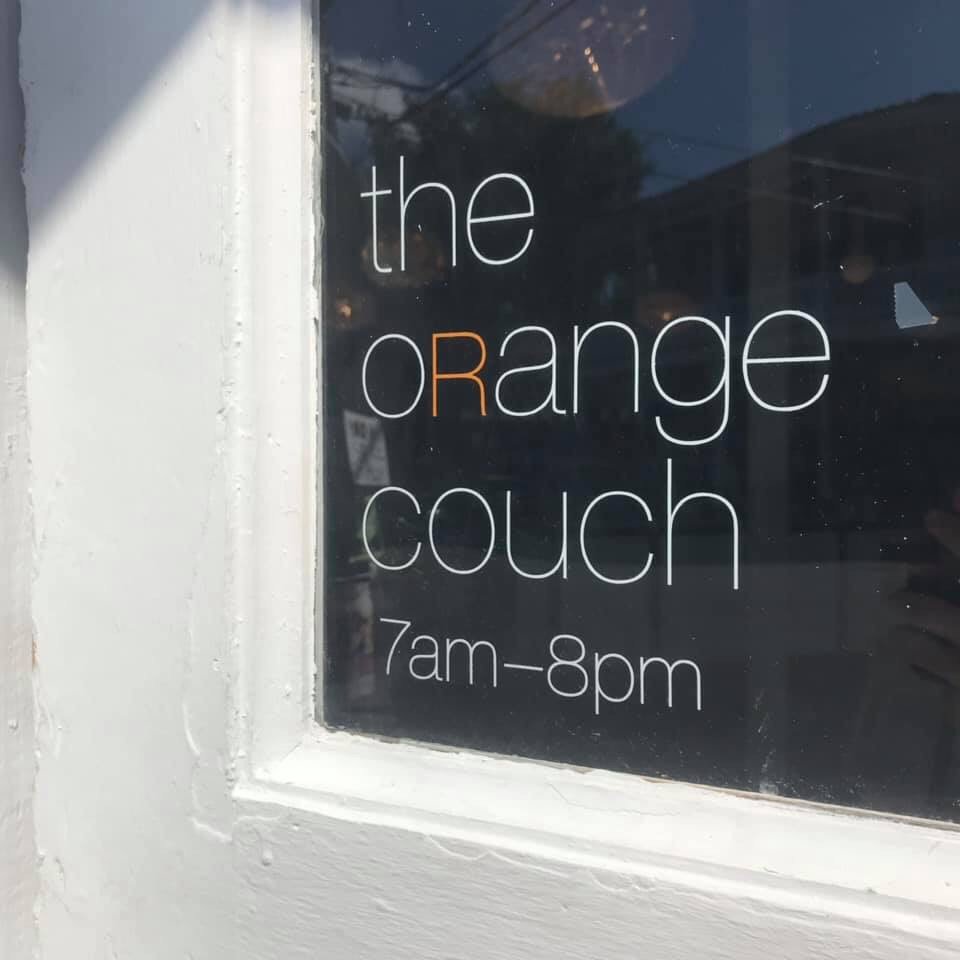 the
oRange
couch
7am–8pm